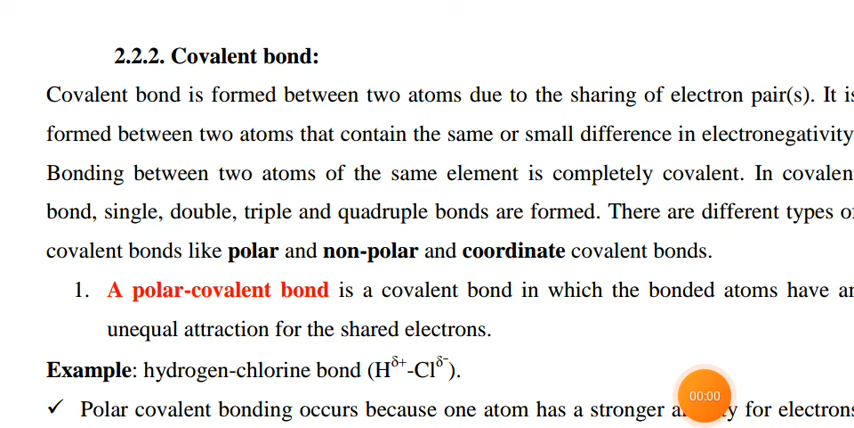 2.2.2. Covalent bond:
Covalent bond is formed between two atoms due to the sharing of electron pair(s). It is
formed between two atoms that contain the same or small difference in electronegativity
Bonding between two atoms of the same element is completely covalent. In covalen
bond, single, double, triple and quadruple bonds are formed. There are different types of
covalent bonds like polar and non-polar and coordinate covalent bonds.
1. A polar-covalent bond is a covalent bond in which the bonded atoms have an
unequal attraction for the shared electrons.
Example: hydrogen-chlorine bond (Hᵟ⁺-Clᵟ⁻).
✓ Polar covalent bonding occurs because one atom has a stronger for electrons
00:00